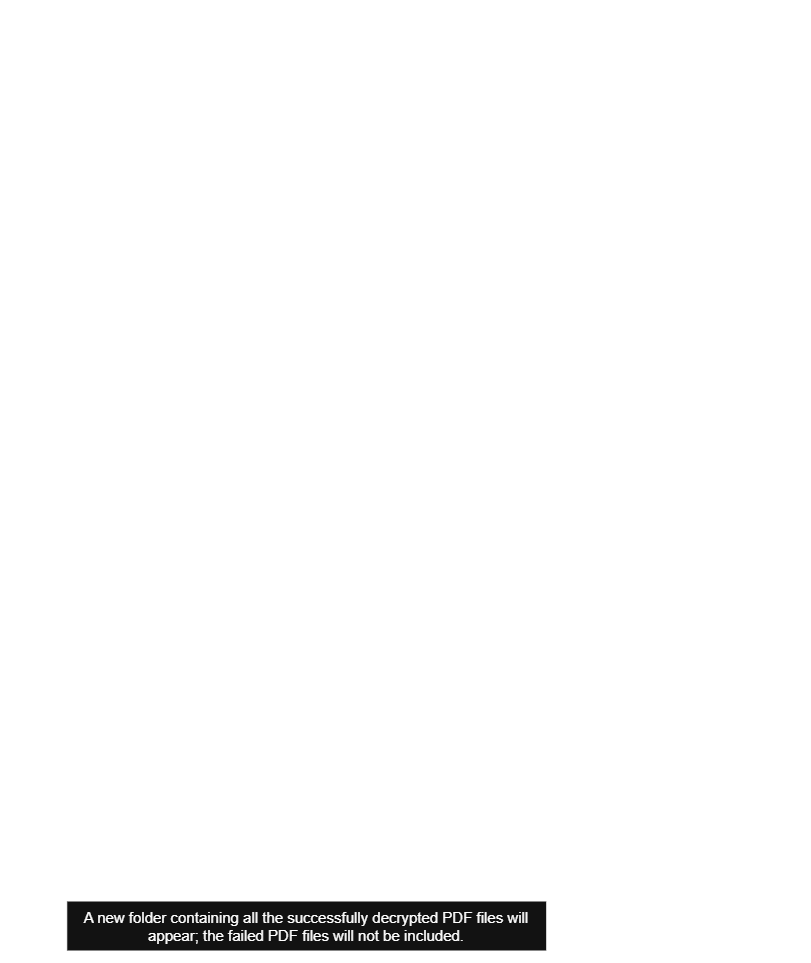 A new folder containing all the successfully decrypted PDF files will
appear; the failed PDF files will not be included.